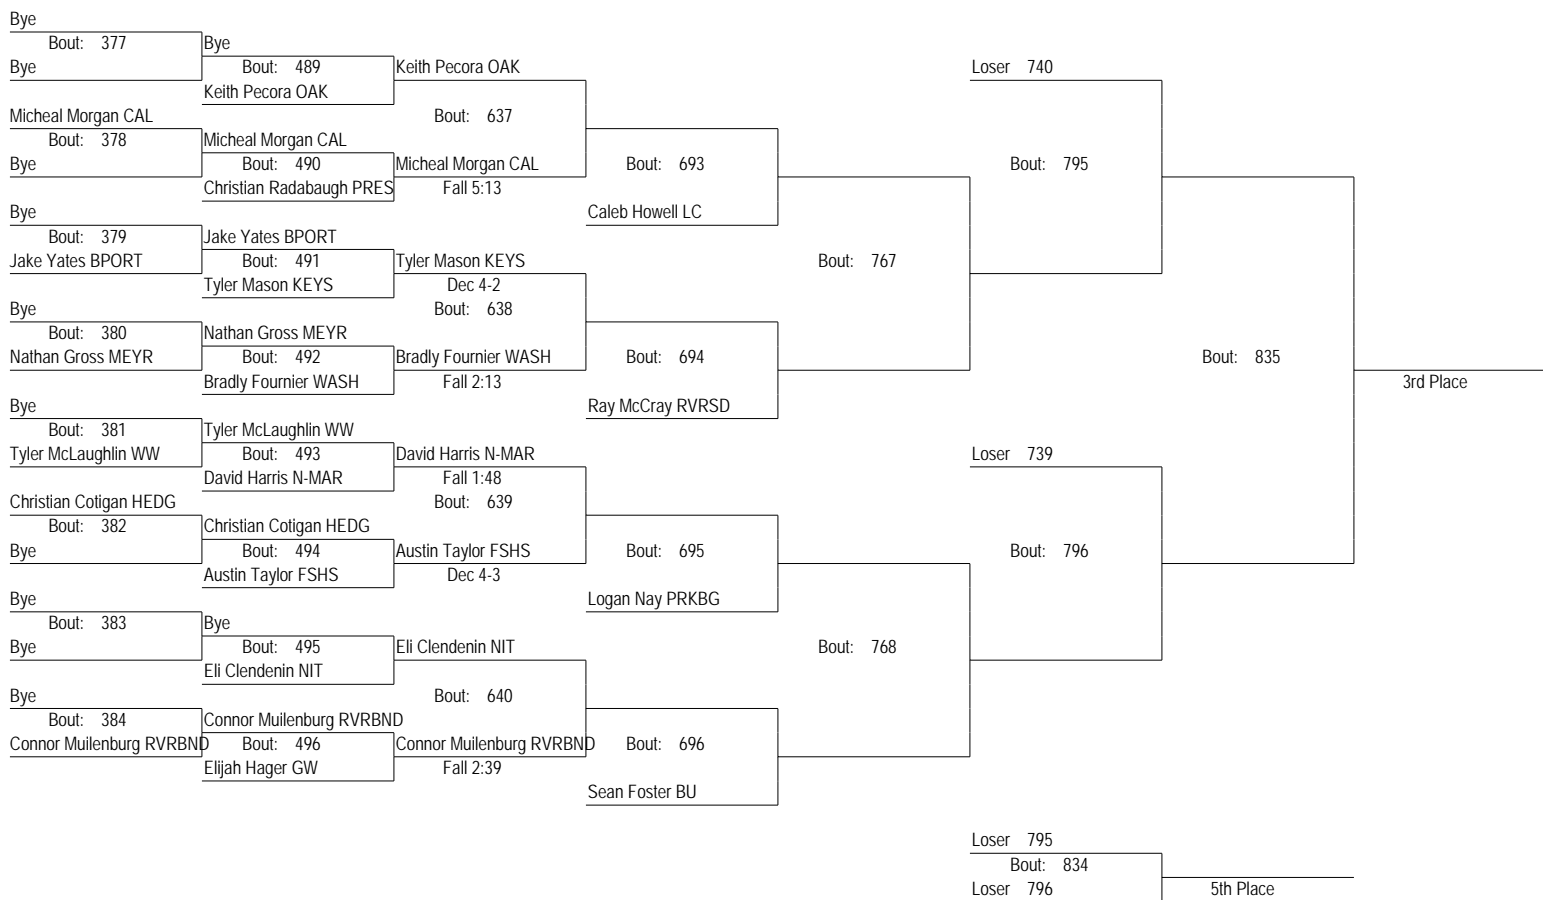 Bye
Bout: 377
Bye
Bye
Bout: 489
Keith Pecora OAK
Keith Pecora OAK
Loser 740
Micheal Morgan CAL
Bout: 637
Bout: 378
Micheal Morgan CAL
Bye
Bout: 490
Micheal Morgan CAL
Bout: 693
Bout: 795
Christian Radabaugh PRES
Fall 5:13
Bye
Caleb Howell LC
Bout: 379
Jake Yates BPORT
Jake Yates BPORT
Bout: 491
Tyler Mason KEYS
Bout: 767
Tyler Mason KEYS
Dec 4-2
Bye
Bout: 638
Bout: 380
Nathan Gross MEYR
Nathan Gross MEYR
Bout: 492
Bradly Fournier WASH
Bout: 694
Bout: 835
Bradly Fournier WASH
Fall 2:13
3rd Place
Bye
Ray McCray RVRSD
Bout: 381
Tyler McLaughlin WW
Tyler McLaughlin WW
Bout: 493
David Harris N-MAR
Loser 739
David Harris N-MAR
Fall 1:48
Christian Cotigan HEDG
Bout: 639
Bout: 382
Christian Cotigan HEDG
Bye
Bout: 494
Austin Taylor FSHS
Bout: 695
Bout: 796
Austin Taylor FSHS
Dec 4-3
Bye
Logan Nay PRKBG
Bout: 383
Bye
Bye
Bout: 495
Eli Clendenin NIT
Bout: 768
Eli Clendenin NIT
Bye
Bout: 640
Bout: 384
Connor Muilenburg RVRBND
Connor Muilenburg RVRBND
Bout: 496
Connor Muilenburg RVRBND
Bout: 696
Elijah Hager GW
Fall 2:39
Sean Foster BU
Loser 795
Bout: 834
Loser 796
5th Place